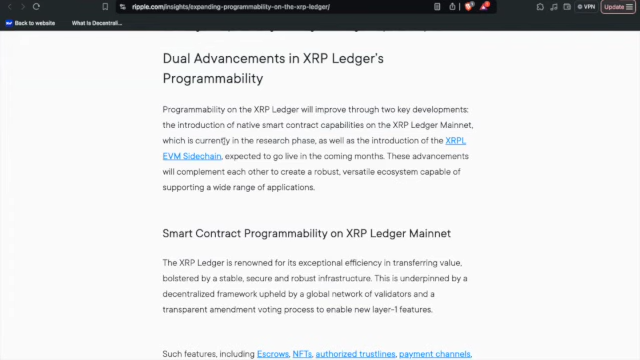 ripple.com/insights/expanding-programmability-on-the-xrp-ledger/
VPN
Update
Back to website
What Is Decentral
Dual Advancements in XRP Ledger's
Programmability
Programmability on the XRP Ledger will improve through two key developments:
the introduction of native smart contract capabilities on the XRP Ledger Mainnet,
which is currently in the research phase, as well as the introduction of the XRPL
EVM Sidechain, expected to go live in the coming months. These advancements
will complement each other to create a robust, versatile ecosystem capable of
supporting a wide range of applications.
Smart Contract Programmability on XRP Ledger Mainnet
The XRP Ledger is renowned for its exceptional efficiency in transferring value,
bolstered by a stable, secure and robust infrastructure. This is underpinned by a
decentralized framework upheld by a global network of validators and a
transparent amendment voting process to enable new layer-1 features.
Such features, including Escrows, NFTs, authorized trustlines, payment channels,